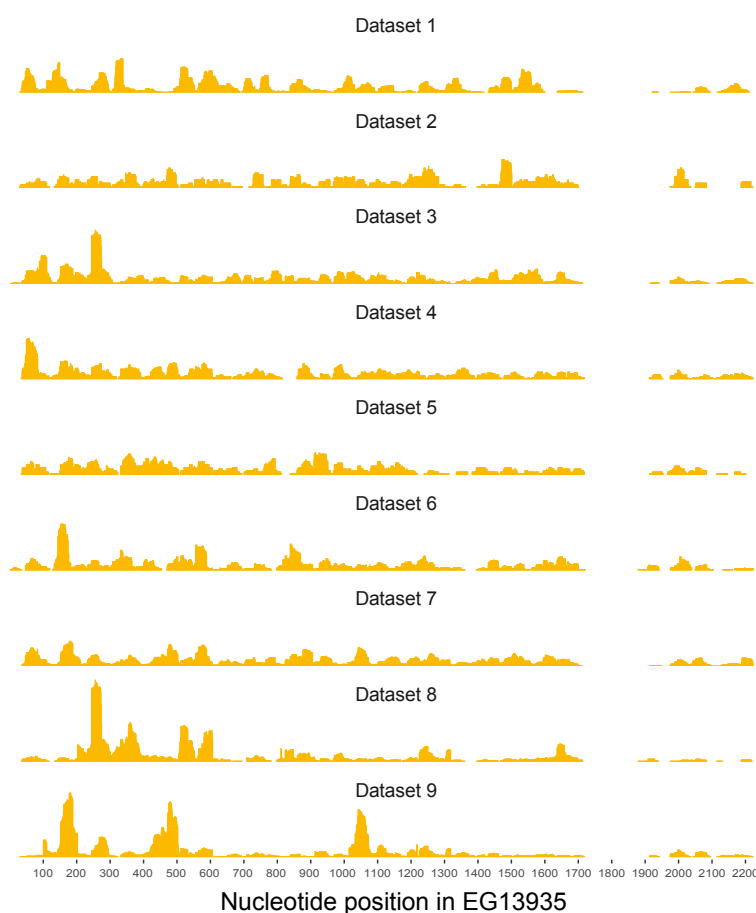 Dataset 1
Dataset 2
Dataset 3
Dataset 4
Dataset 5
Dataset 6
Dataset 7
Dataset 8
Dataset 9
100 200 300 400 500 600 700 800 900 1000 1100 1200 1300 1400 1500 1600 1700 1800 1900 2000 2100 2200
Nucleotide position in EG13935